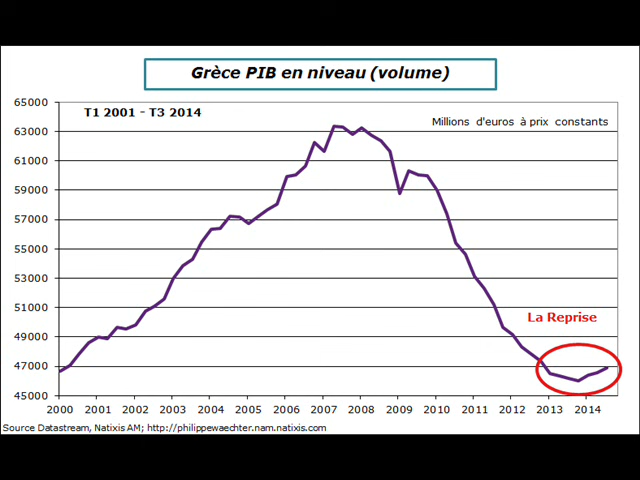 Grèce PIB en niveau (volume)
T1 2001 - T3 2014
Millions d'euros à prix constants
65000
63000
61000
59000
57000
55000
53000
51000
49000
47000
45000
La Reprise
2000 2001 2002 2003 2004 2005 2006 2007 2008 2009 2010 2011 2012 2013 2014
Source Datastream, Natixis AM; http://philippewaechter.nam.natixis.com